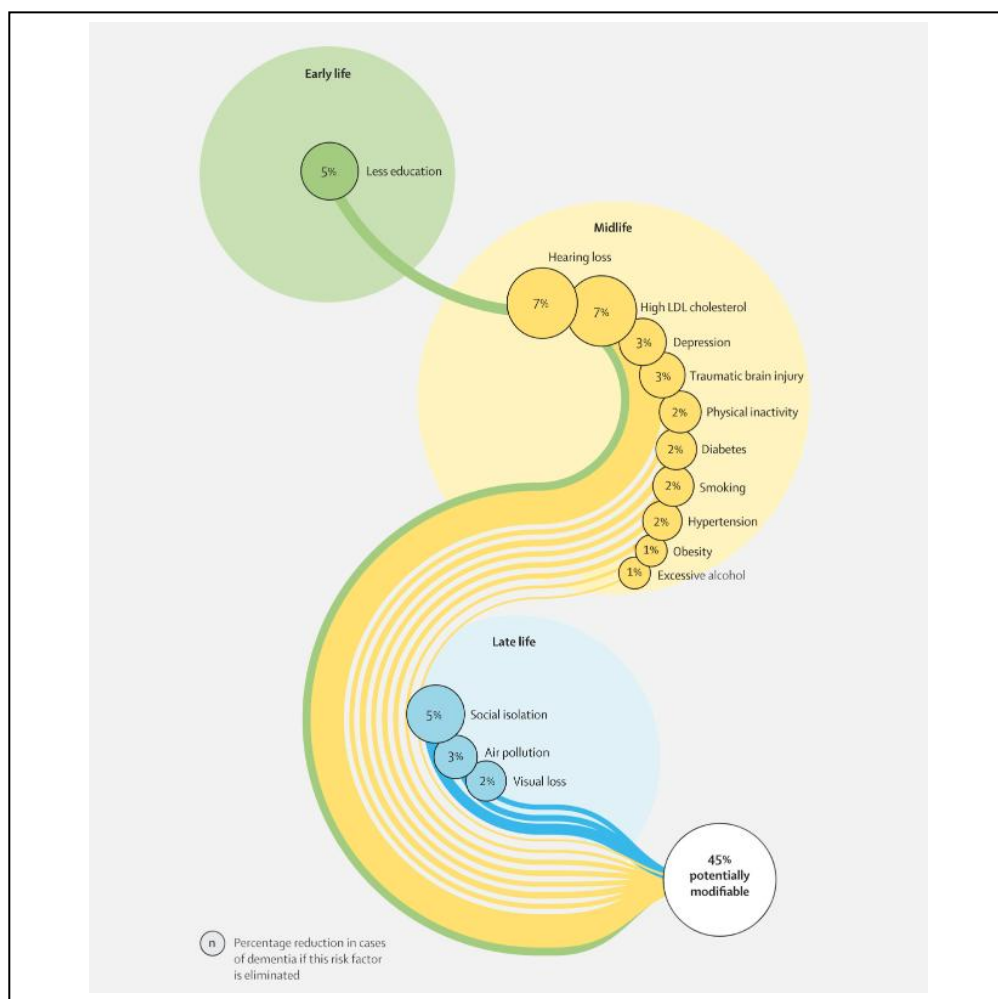 Early life
5%
Less education
Midlife
Hearing loss
7%
7%
High LDL cholesterol
3%
Depression
3%
Traumatic brain injury
2%
Physical inactivity
2%
Diabetes
2%
Smoking
2%
Hypertension
1%
Obesity
1%
Excessive alcohol
Late life
5%
Social isolation
3%
Air pollution
2%
Visual loss
45%
potentially
modifiable
n
Percentage reduction in cases
of dementia if this risk factor
is eliminated